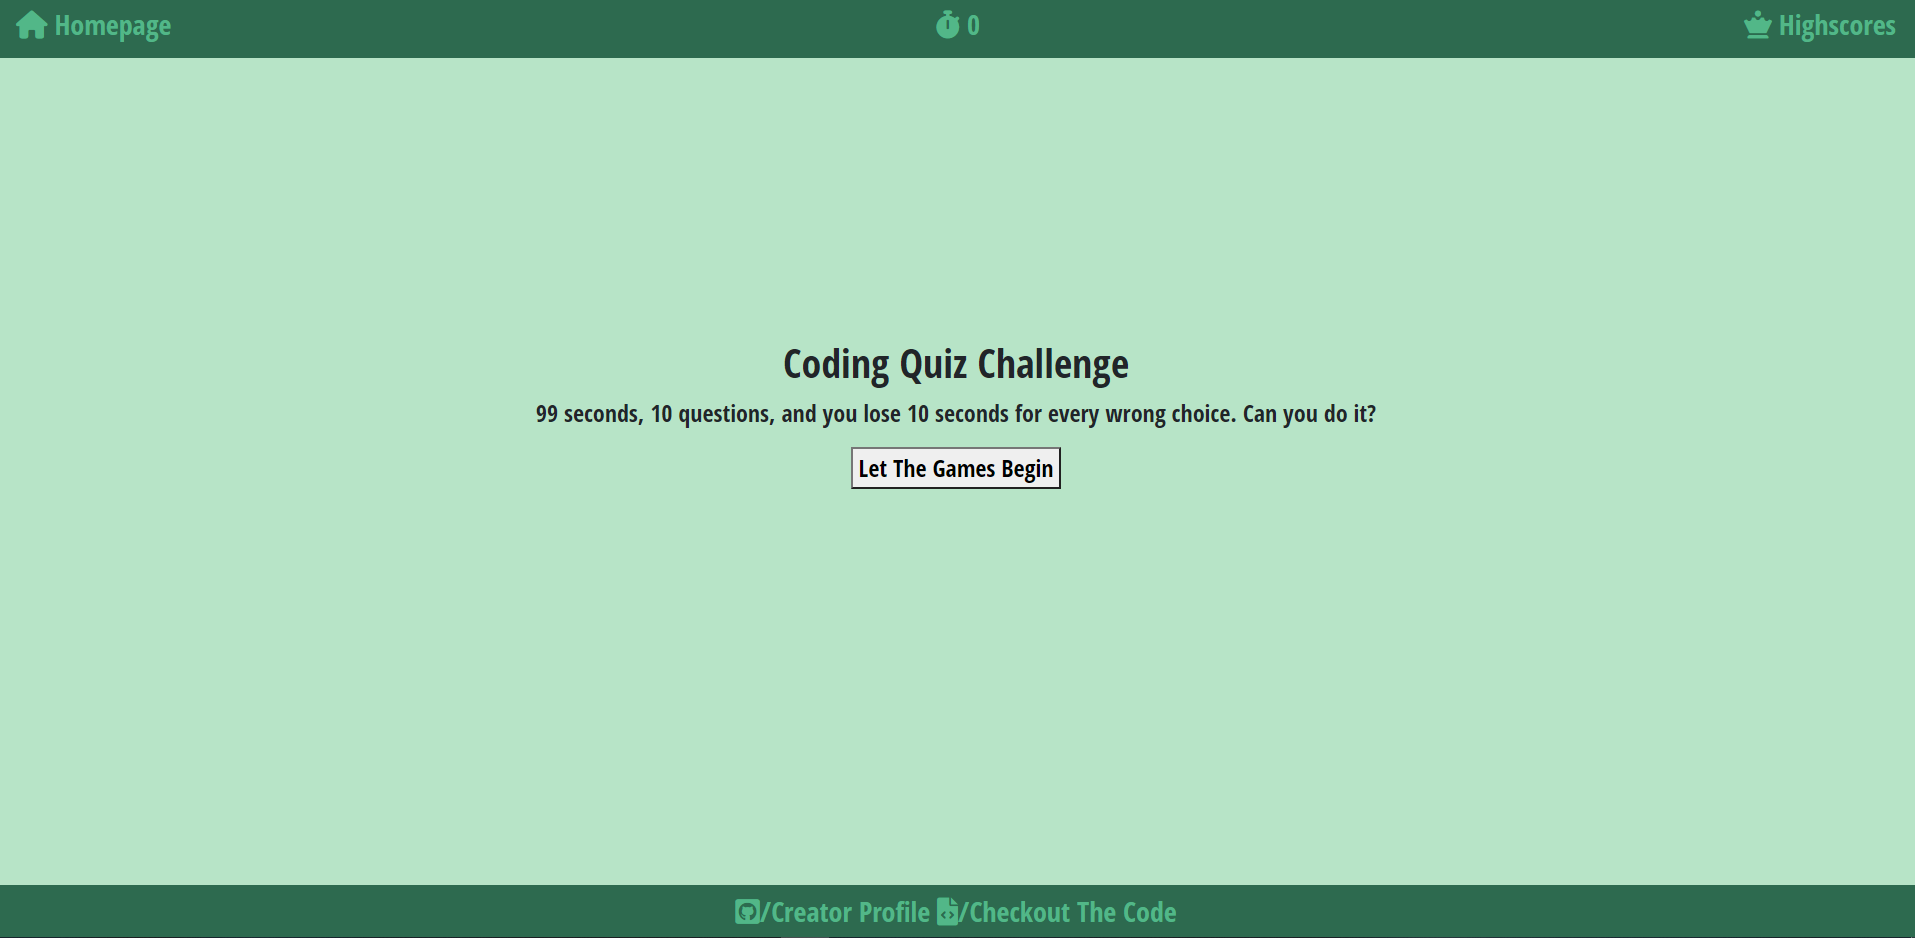 Homepage
0
Highscores
Coding Quiz Challenge
99 seconds, 10 questions, and you lose 10 seconds for every wrong choice. Can you do it?
Let The Games Begin
/Creator Profile /Checkout The Code